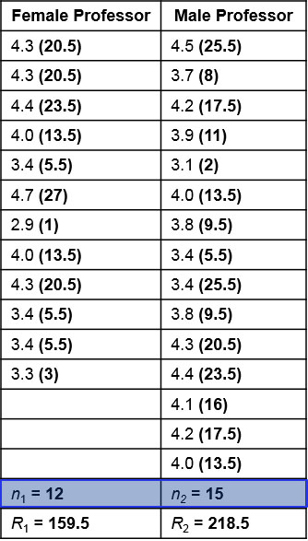 Female Professor Male Professor
4.3 (20.5) 4.5 (25.5)
4.3 (20.5) 3.7 (8)
4.4 (23.5) 4.2 (17.5)
4.0 (13.5) 3.9 (11)
3.4 (5.5) 3.1 (2)
4.7 (27) 4.0 (13.5)
2.9 (1) 3.8 (9.5)
4.0 (13.5) 3.4 (5.5)
4.3 (20.5) 3.4 (25.5)
3.4 (5.5) 3.8 (9.5)
3.4 (5.5) 4.3 (20.5)
3.3 (3) 4.4 (23.5)
4.1 (16)
4.2 (17.5)
4.0 (13.5)
n1 = 12 n2 = 15
R1 = 159.5 R2 = 218.5